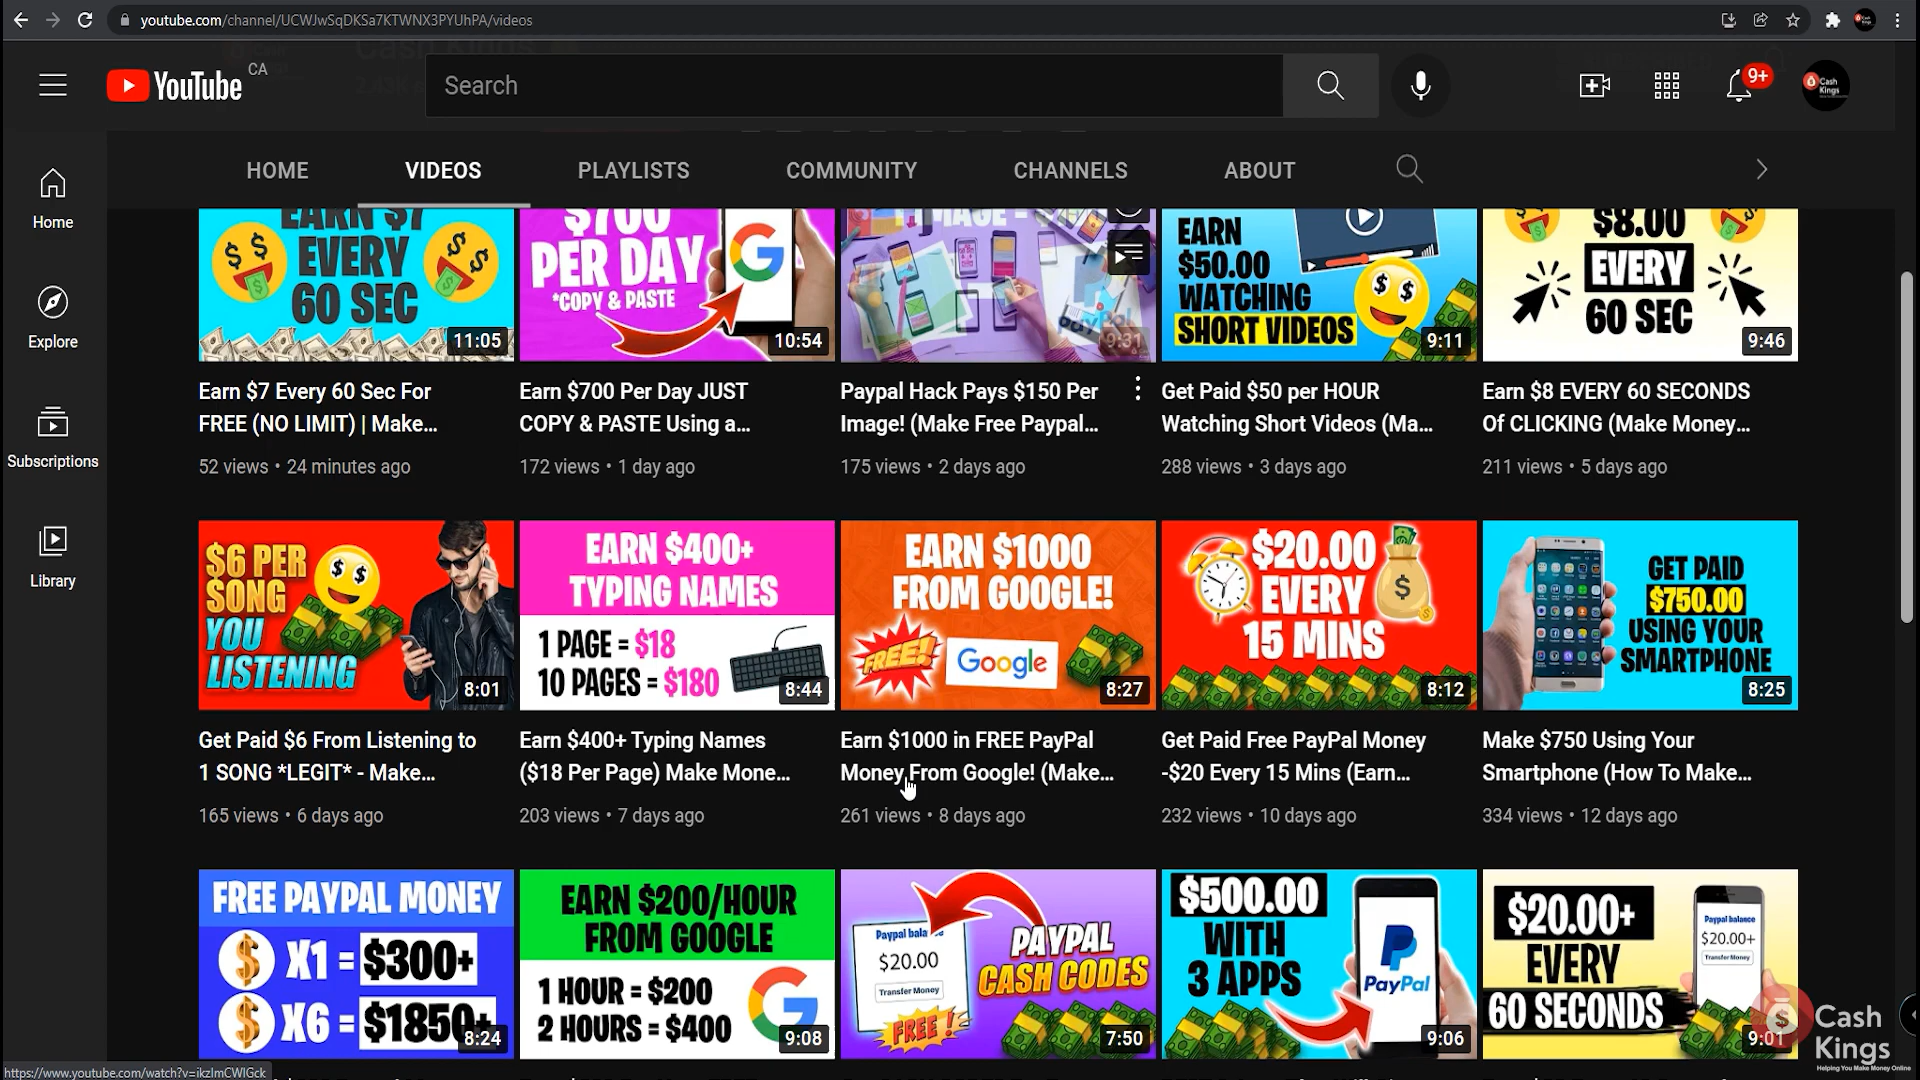 youtube.com/channel/UCWJwSqDKSa7KTWNX3PYUhPA/videos
YouTube CA
Search
9+
Cash Kings
HOME VIDEOS PLAYLISTS COMMUNITY CHANNELS ABOUT
Home
Explore
Subscriptions
Library
EARN $7
EVERY
60 SEC
11:05
$700
PER DAY
*COPY & PASTE
10:54
9:31
EARN
$50.00
WATCHING
SHORT VIDEOS
9:11
$8.00
EVERY
60 SEC
9:46
Earn $7 Every 60 Sec For
FREE (NO LIMIT) | Make...
52 views • 24 minutes ago
Earn $700 Per Day JUST
COPY & PASTE Using a...
172 views • 1 day ago
Paypal Hack Pays $150 Per
Image! (Make Free Paypal...
175 views • 2 days ago
Get Paid $50 per HOUR
Watching Short Videos (Ma...
288 views • 3 days ago
Earn $8 EVERY 60 SECONDS
Of CLICKING (Make Money...
211 views • 5 days ago
$6 PER
SONG
YOU
LISTENING
8:01
EARN $400+
TYPING NAMES
1 PAGE = $18
10 PAGES = $180
8:44
EARN $1000
FROM GOOGLE!
FREE!
Google
8:27
$20.00
EVERY
15 MINS
8:12
GET PAID
$750.00
USING YOUR
SMARTPHONE
8:25
Get Paid $6 From Listening to
1 SONG *LEGIT* - Make...
165 views • 6 days ago
Earn $400+ Typing Names
($18 Per Page) Make Mone...
203 views • 7 days ago
Earn $1000 in FREE PayPal
Money From Google! (Make...
261 views • 8 days ago
Get Paid Free PayPal Money
-$20 Every 15 Mins (Earn...
232 views • 10 days ago
Make $750 Using Your
Smartphone (How To Make...
334 views • 12 days ago
FREE PAYPAL MONEY
X1 = $300+
X6 = $1850+
8:24
EARN $200/HOUR
FROM GOOGLE
1 HOUR = $200
2 HOURS = $400
9:08
Paypal balance
$20.00
Transfer Money
FREE!
PAYPAL
CASH CODES
7:50
$500.00
WITH
3 APPS
PayPal
9:06
$20.00+
EVERY
60 SECONDS
Paypal balance
$20.00+
Transfer Money
9:01
Cash
Kings
Helping You Make Money Online
https://www.youtube.com/watch?v=ikzImCWIGck